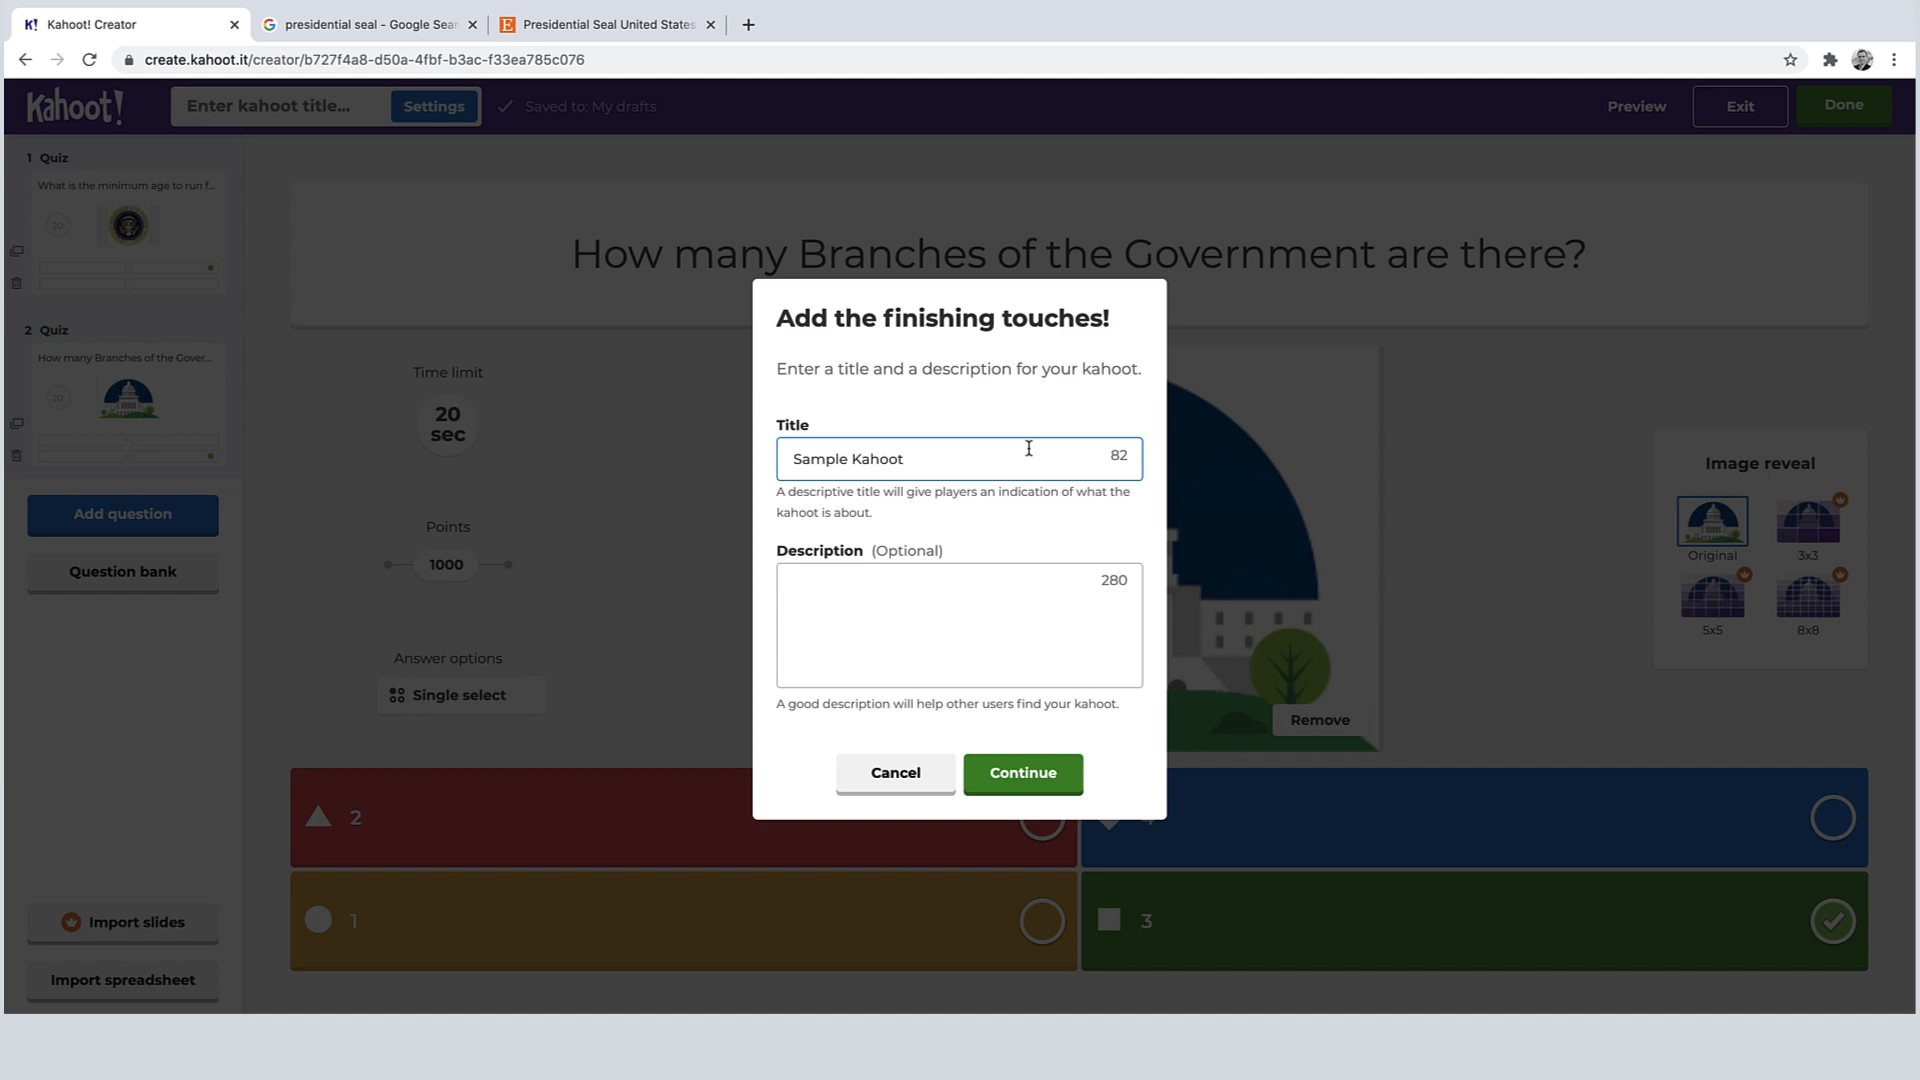 Kahoot! Creator
presidential seal - Google Sear
Presidential Seal United States
create.kahoot.it/creator/b727f4a8-d50a-4fbf-b3ac-f33ea785c076
Kahoot!
Enter kahoot title...
Settings
Saved to: My drafts
Preview
Exit
Done
1 Quiz
What is the minimum age to run f...
20
2 Quiz
How many Branches of the Gover...
20
Add question
Question bank
Import slides
Import spreadsheet
How many Branches of the Government are there?
Time limit
20
sec
Points
1000
Answer options
Single select
Add the finishing touches!
Enter a title and a description for your kahoot.
Title
Sample Kahoot
82
A descriptive title will give players an indication of what the
kahoot is about.
Description (Optional)
280
A good description will help other users find your kahoot.
Cancel
Continue
Remove
Image reveal
Original
3x3
5x5
8x8
2
1
3